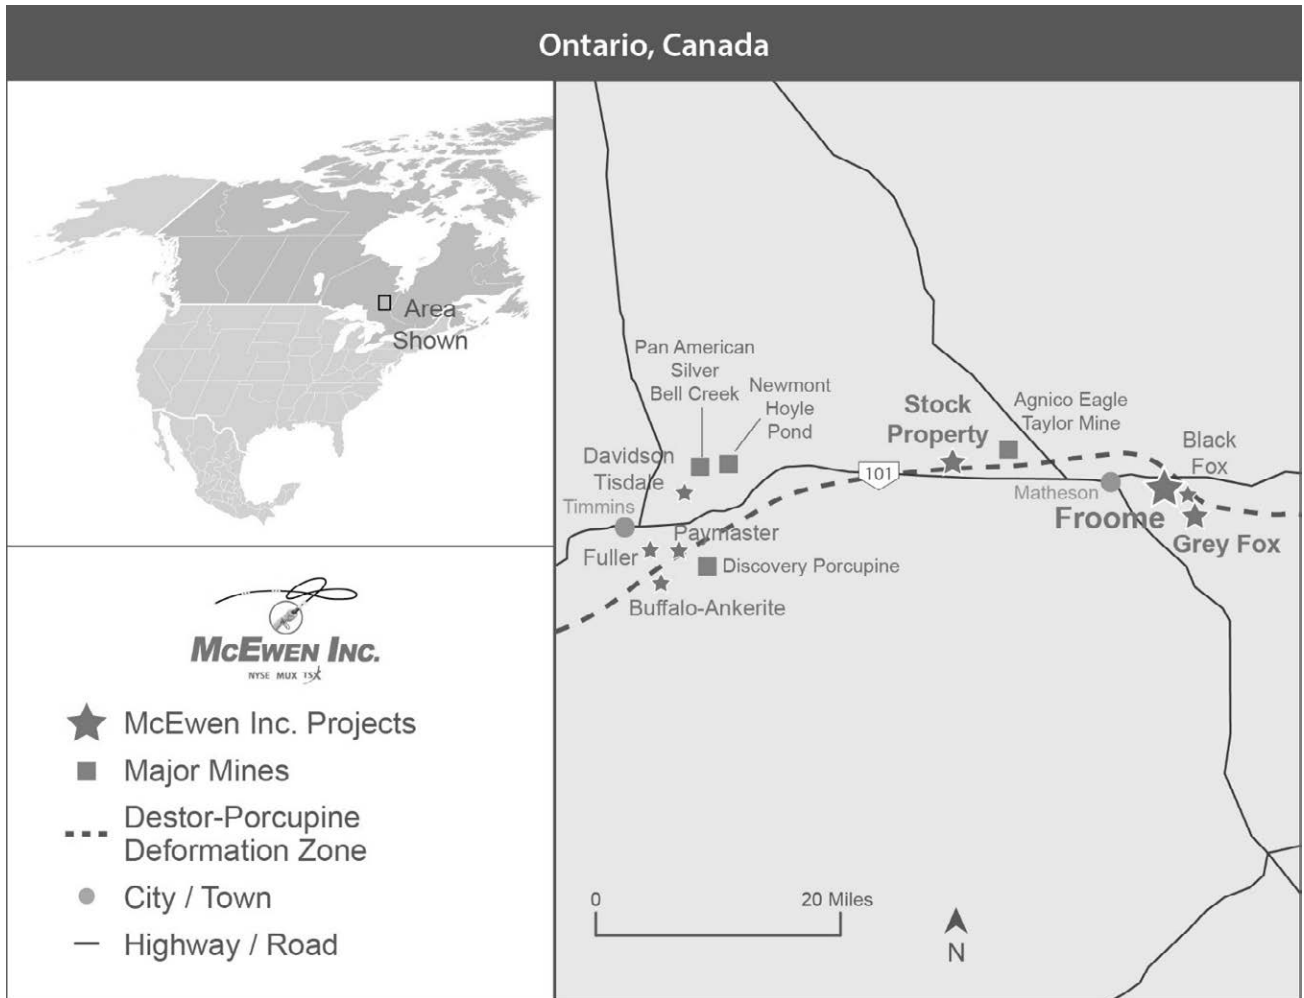 Ontario, Canada
Area
Shown
McEwen Inc.
NYSE MUX TSX
McEwen Inc. Projects
Major Mines
Destor-Porcupine
Deformation Zone
City / Town
Highway / Road
Pan American
Silver
Bell Creek
Newmont
Hoyle
Pond
Davidson
Tisdale
Timmins
Fuller
Paymaster
Discovery Porcupine
Buffalo-Ankerite
101
Stock
Property
Agnico Eagle
Taylor Mine
Matheson
Black
Fox
Froome
Grey Fox
0
20 Miles
N